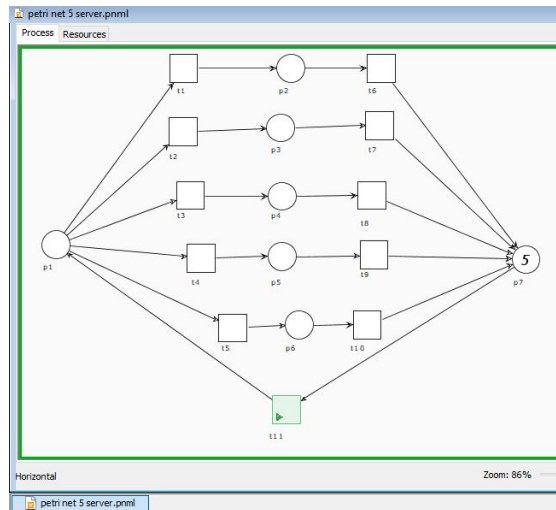 petri net 5 server.pnml
Process Resources
t1 p2 t6
t2 p3 t7
t3 p4 t8
p1 t4 p5 t9 5 p7
t5 p6 t10
t11
Horizontal Zoom: 86%
petri net 5 server.pnml